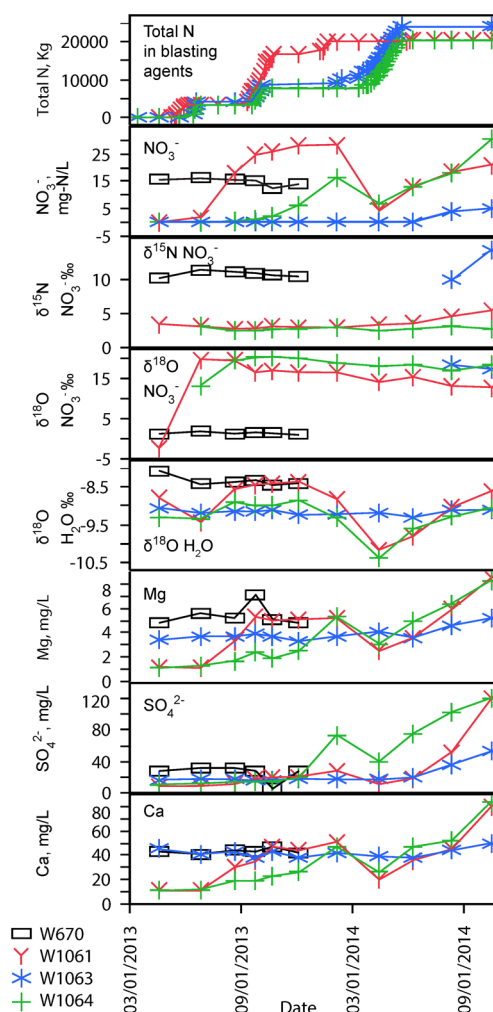 Total N, Kg
20000
10000
0
Total N
in blasting
agents
NO₃⁻
mg-N/L
25
15
5
-5
NO₃⁻
δ¹⁵N
NO₃⁻‰
10
5
0
δ¹⁵N NO₃⁻
δ¹⁸O
NO₃⁻‰
15
5
-5
δ¹⁸O
NO₃⁻
δ¹⁸O
H₂O ‰
-8.5
-9.5
-10.5
δ¹⁸O H₂O
Mg, mg/L
8
6
4
2
0
Mg
SO₄²⁻, mg/L
120
80
40
0
SO₄²⁻
Ca, mg/L
80
60
40
20
0
Ca
03/01/2013
09/01/2013
03/01/2014
09/01/2014
Date
W670
W1061
W1063
W1064